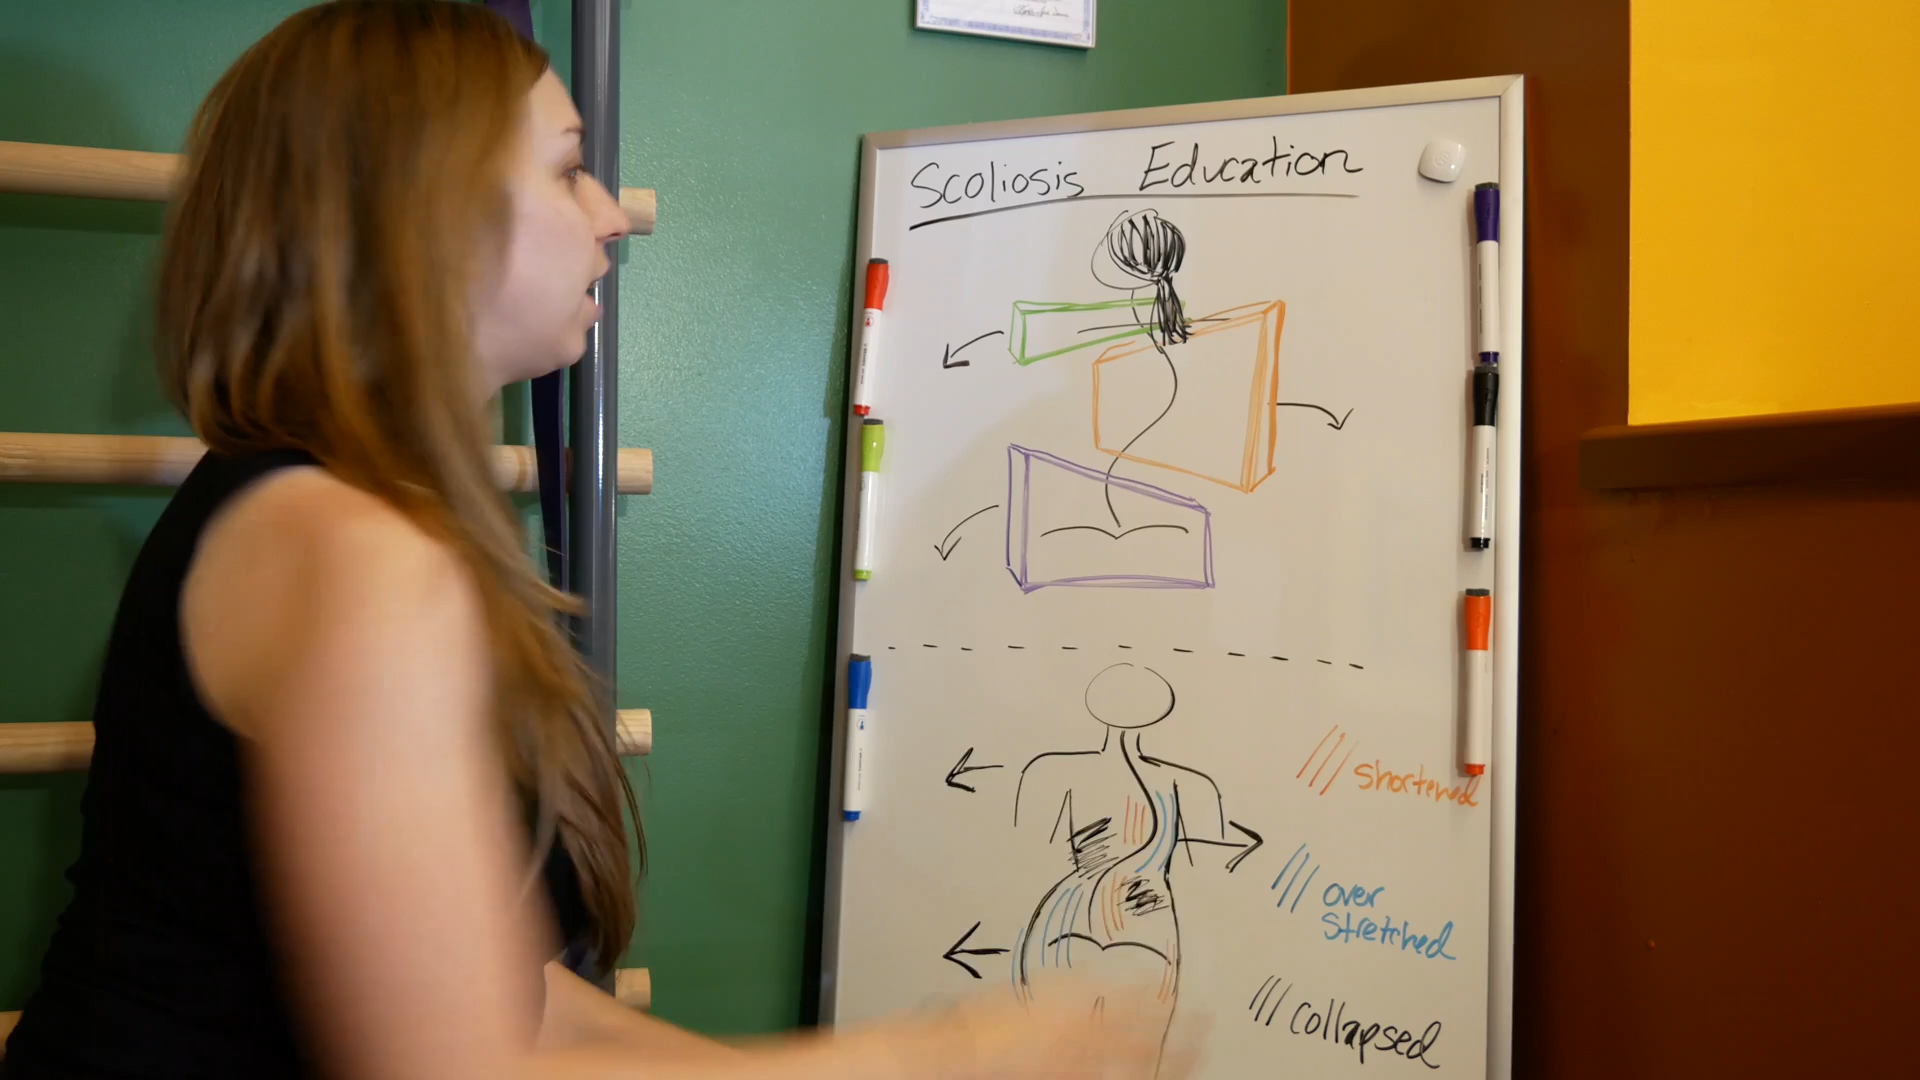 Scoliosis Education
shortened
over
stretched
collapsed